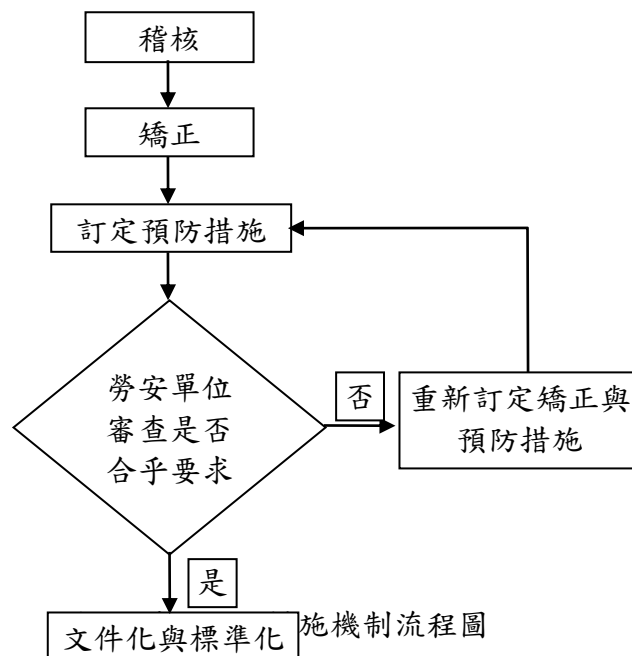 稽核
矯正
訂定預防措施
勞安單位
審查是否
合乎要求
否
重新訂定矯正與
預防措施
是
文件化與標準化
施機制流程圖